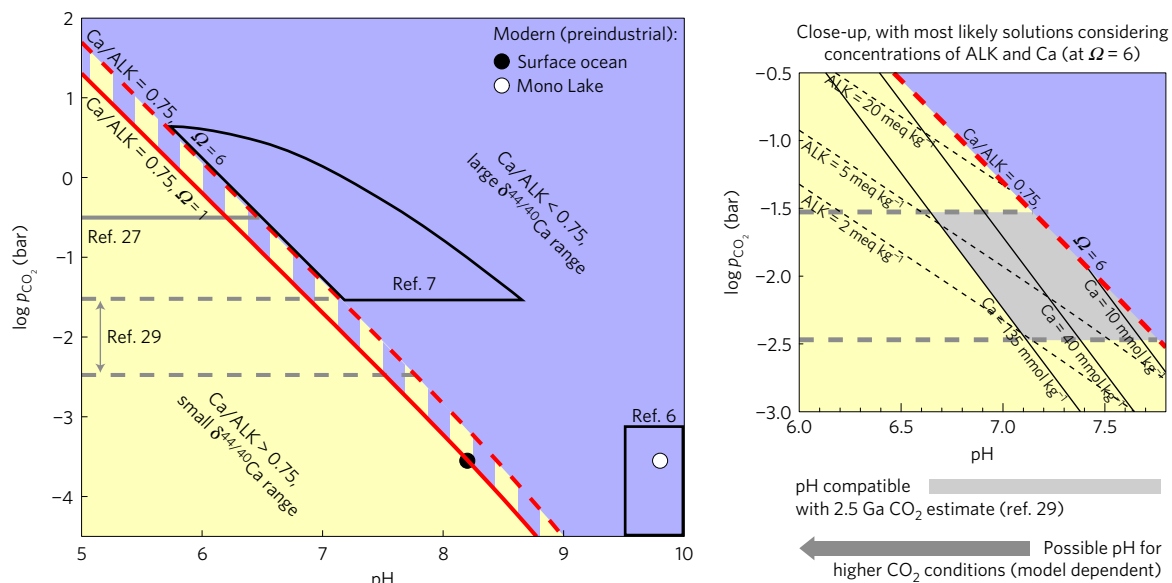 2
1
0
−1
−2
−3
−4
log pCO2 (bar)
5
6
7
8
9
10
pH
Modern (preindustrial):
Surface ocean
Mono Lake
Ca/ALK = 0.75,
Ω = 6
Ca/ALK = 0.75, Ω = 1
Ca/ALK < 0.75,
large δ44/40Ca range
Ref. 27
Ref. 7
Ref. 29
Ca/ALK > 0.75,
small δ44/40Ca range
Ref. 6
Close-up, with most likely solutions considering
concentrations of ALK and Ca (at Ω = 6)
−0.5
−1.0
−1.5
−2.0
−2.5
−3.0
log pCO2 (bar)
6.0
6.5
7.0
7.5
pH
ALK = 20 meq kg−1
ALK = 5 meq kg−1
ALK = 2 meq kg−1
Ca/ALK = 0.75,
Ω = 6
Ca = 10 mmol kg−1
Ca = 40 mmol kg−1
Ca = 135 mmol kg−1
pH compatible
with 2.5 Ga CO2 estimate (ref. 29)
Possible pH for
higher CO2 conditions (model dependent)